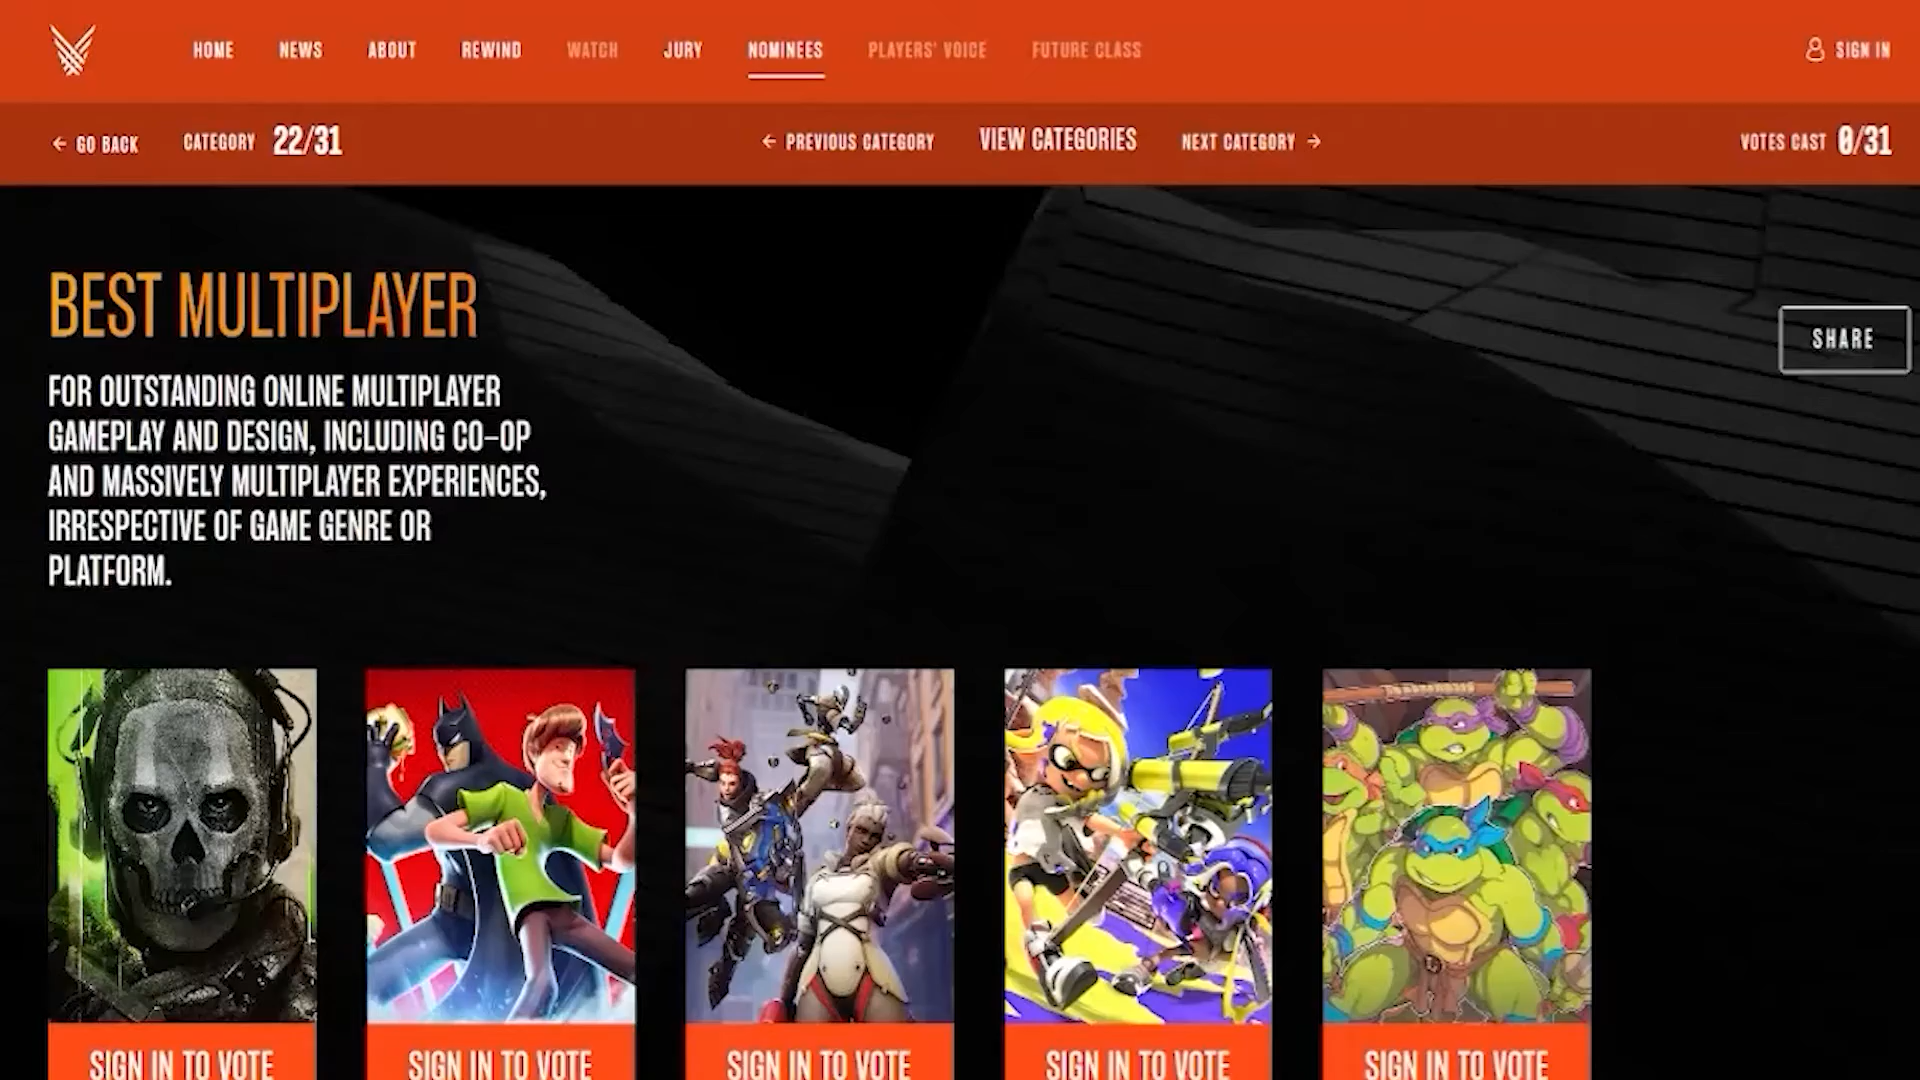 HOME NEWS ABOUT REWIND WATCH JURY NOMINEES PLAYERS' VOICE FUTURE CLASS SIGN IN
← GO BACK CATEGORY 22/31 ← PREVIOUS CATEGORY VIEW CATEGORIES NEXT CATEGORY → VOTES CAST 0/31
BEST MULTIPLAYER
SHARE
FOR OUTSTANDING ONLINE MULTIPLAYER
GAMEPLAY AND DESIGN, INCLUDING CO-OP
AND MASSIVELY MULTIPLAYER EXPERIENCES,
IRRESPECTIVE OF GAME GENRE OR
PLATFORM.
SIGN IN TO VOTE SIGN IN TO VOTE SIGN IN TO VOTE SIGN IN TO VOTE SIGN IN TO VOTE